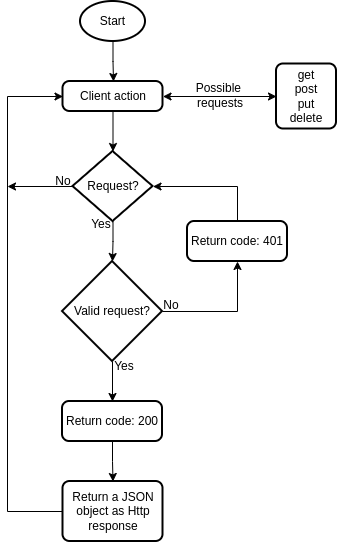 Start
Client action
Possible
requests
get
post
put
delete
No
Request?
Yes
Return code: 401
Valid request?
No
Yes
Return code: 200
Return a JSON
object as Http
response